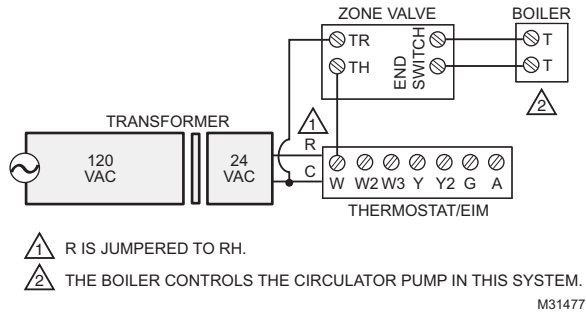 ZONE VALVE
BOILER
TR
TH
END
SWITCH
T
T
2
TRANSFORMER
1
120
VAC
24
VAC
R
C
W W2 W3 Y Y2 G A
THERMOSTAT/EIM
1 R IS JUMPERED TO RH.
2 THE BOILER CONTROLS THE CIRCULATOR PUMP IN THIS SYSTEM.
M31477